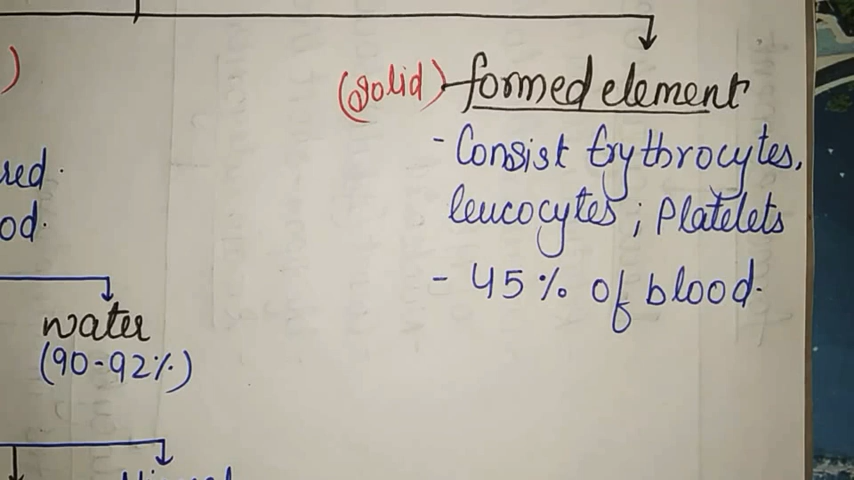 )
(Solid) formed element
- Consist Erythrocytes,
leucocytes ; Platelets
- 45% of blood.
red.
od.
water
(90-92%)